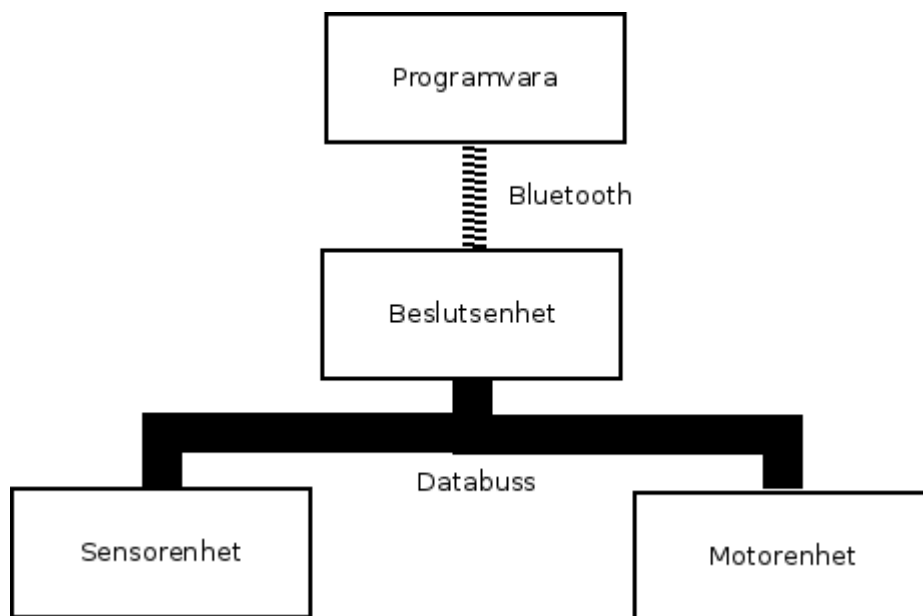 Programvara
Bluetooth
Beslutsenhet
Databuss
Sensorenhet
Motorenhet